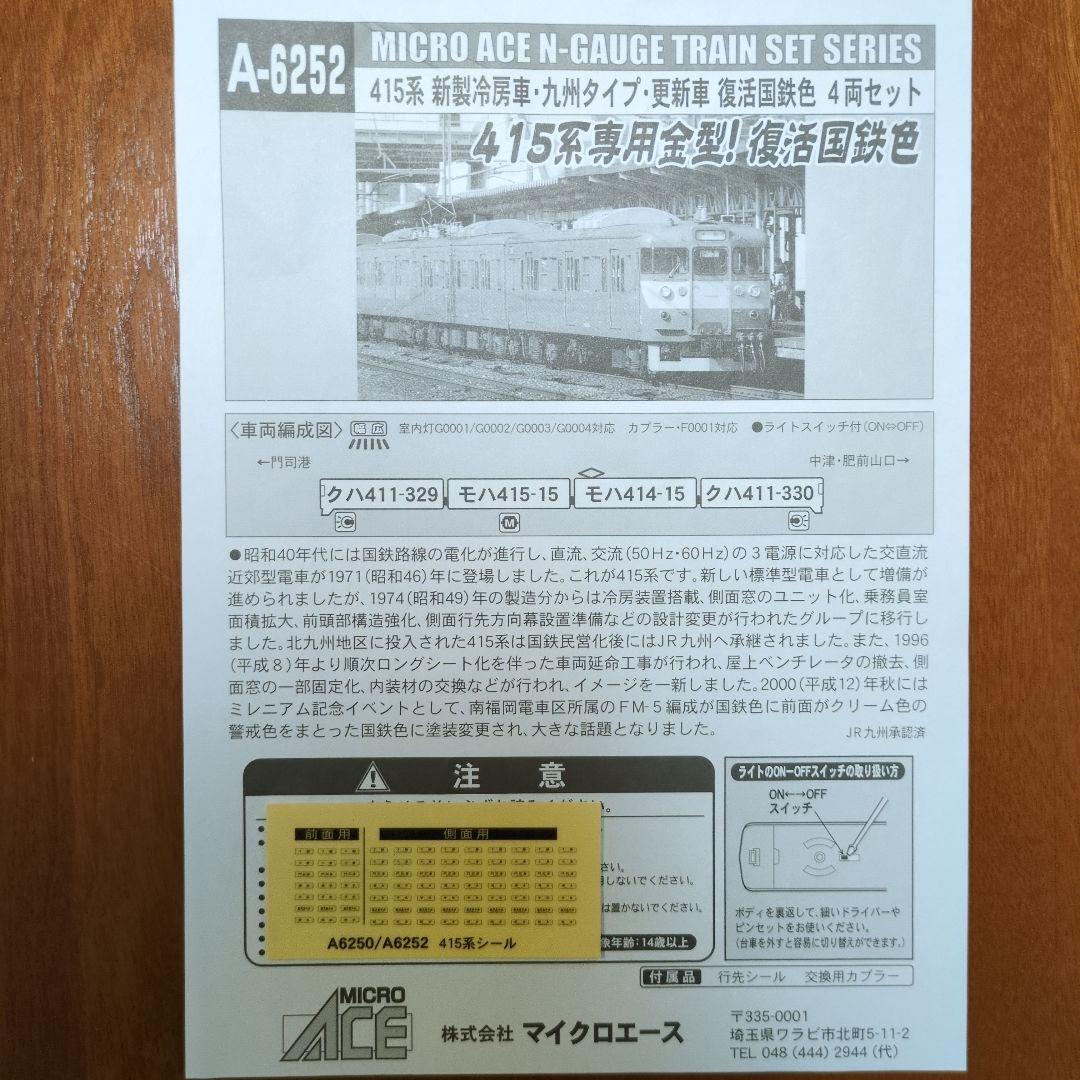 A-6252
MICRO ACE N-GAUGE TRAIN SET SERIES
415系 新製冷房車・九州タイプ・更新車 復活国鉄色 4両セット
415系専用金型!復活国鉄色
〈車両編成図〉 室内灯G0001/G0002/G0003/G0004対応 カプラー・F0001対応 ●ライトスイッチ付(ON⇔OFF)
←門司港 中津・肥前山口→
クハ411-329 モハ415-15 モハ414-15 クハ411-330
M
●昭和40年代には国鉄路線の電化が進行し、直流、交流(50Hz・60Hz)の3電源に対応した交直流
近郊型電車が1971(昭和46)年に登場しました。これが415系です。新しい標準型電車として増備が
進められましたが、1974(昭和49)年の製造分からは冷房装置搭載、側面窓のユニット化、乗務員室
面積拡大、前頭部構造強化、側面行先方向幕設置準備などの設計変更が行われたグループに移行し
ました。北九州地区に投入された415系は国鉄民営化後にはJR九州へ承継されました。また、1996
(平成8)年より順次ロングシート化を伴った車両延命工事が行われ、屋上ベンチレータの撤去、側
面窓の一部固定化、内装材の交換などが行われ、イメージを一新しました。2000(平成12)年秋には
ミレニアム記念イベントとして、南福岡電車区所属のFM-5編成が国鉄色に前面がクリーム色の
警戒色をまとった国鉄色に塗装変更され、大きな話題となりました。 JR九州承認済
注 意
さい。
用しないでください。
は置かないでください。
象年齢:14歳以上
前面用 側面用
A6250/A6252 415系シール
ライトのON-OFFスイッチの取り扱い方
ON←→OFF
スイッチ
ボディを裏返して、細いドライバーや
ピンセットをお使いください。
(台車を外すと容易に切り替えができます。)
付属品 行先シール 交換用カプラー
MICRO
ACE
株式会社 マイクロエース
〒335-0001
埼玉県ワラビ市北町5-11-2
TEL 048 (444) 2944 (代)